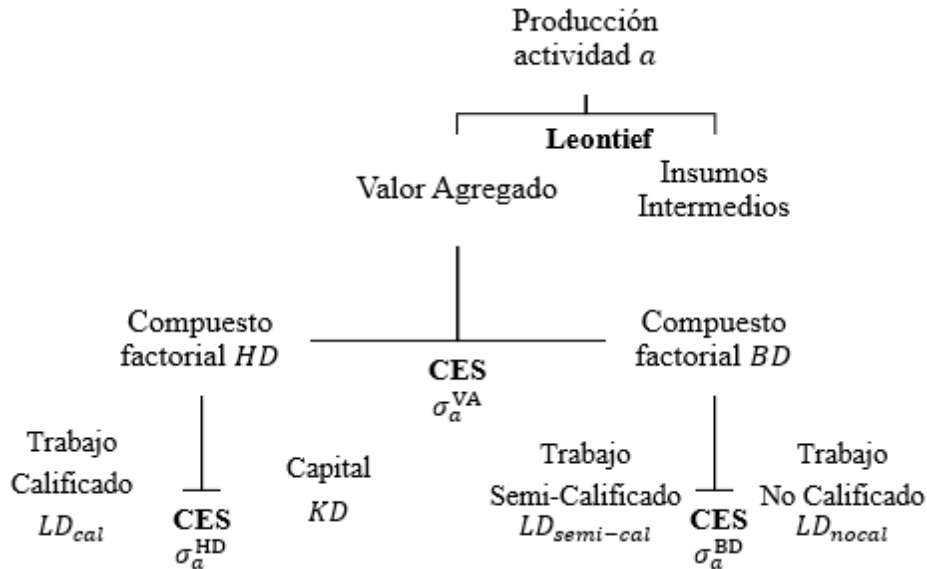 Producción
actividad a
Leontief
Valor Agregado
Insumos
Intermedios
Compuesto
factorial HD
Compuesto
factorial BD
CES
σ_a^VA
Trabajo
Calificado
LD_cal
Capital
KD
CES
σ_a^HD
Trabajo
Semi-Calificado
LD_semi−cal
Trabajo
No Calificado
LD_nocal
CES
σ_a^BD